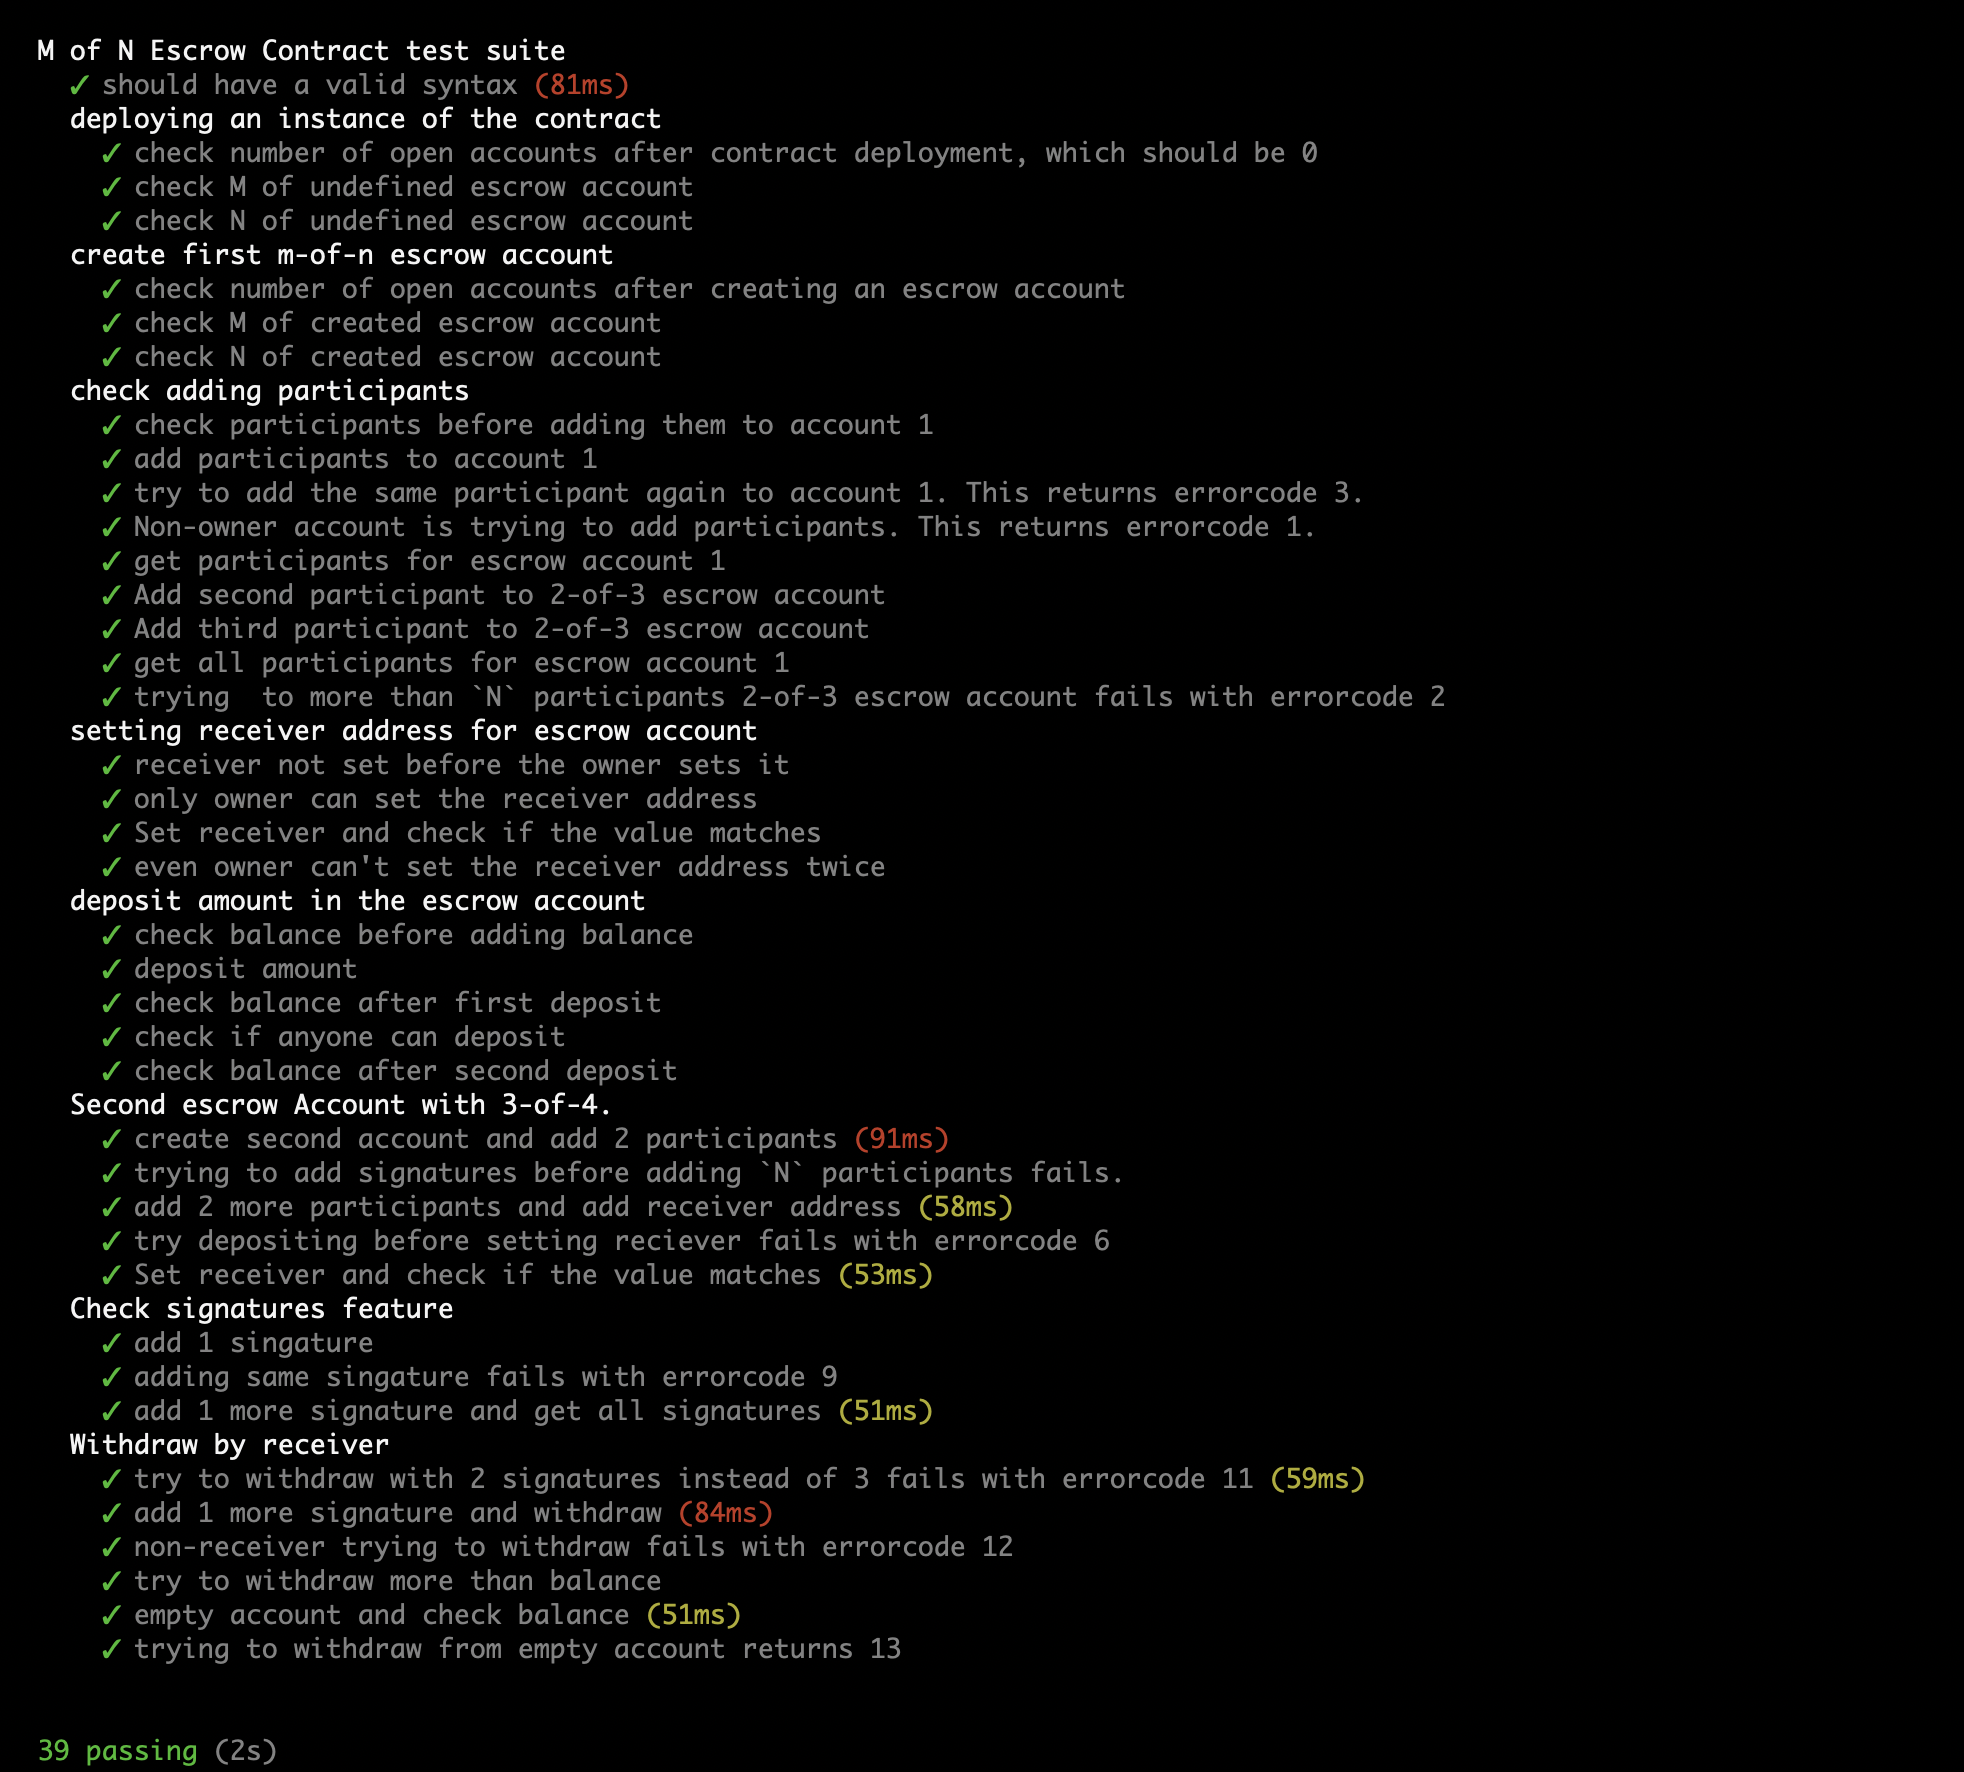 M of N Escrow Contract test suite
✓ should have a valid syntax (81ms)
deploying an instance of the contract
✓ check number of open accounts after contract deployment, which should be 0
✓ check M of undefined escrow account
✓ check N of undefined escrow account
create first m-of-n escrow account
✓ check number of open accounts after creating an escrow account
✓ check M of created escrow account
✓ check N of created escrow account
check adding participants
✓ check participants before adding them to account 1
✓ add participants to account 1
✓ try to add the same participant again to account 1. This returns errorcode 3.
✓ Non-owner account is trying to add participants. This returns errorcode 1.
✓ get participants for escrow account 1
✓ Add second participant to 2-of-3 escrow account
✓ Add third participant to 2-of-3 escrow account
✓ get all participants for escrow account 1
✓ trying  to more than `N` participants 2-of-3 escrow account fails with errorcode 2
setting receiver address for escrow account
✓ receiver not set before the owner sets it
✓ only owner can set the receiver address
✓ Set receiver and check if the value matches
✓ even owner can't set the receiver address twice
deposit amount in the escrow account
✓ check balance before adding balance
✓ deposit amount
✓ check balance after first deposit
✓ check if anyone can deposit
✓ check balance after second deposit
Second escrow Account with 3-of-4.
✓ create second account and add 2 participants (91ms)
✓ trying to add signatures before adding `N` participants fails.
✓ add 2 more participants and add receiver address (58ms)
✓ try depositing before setting reciever fails with errorcode 6
✓ Set receiver and check if the value matches (53ms)
Check signatures feature
✓ add 1 singature
✓ adding same singature fails with errorcode 9
✓ add 1 more signature and get all signatures (51ms)
Withdraw by receiver
✓ try to withdraw with 2 signatures instead of 3 fails with errorcode 11 (59ms)
✓ add 1 more signature and withdraw (84ms)
✓ non-receiver trying to withdraw fails with errorcode 12
✓ try to withdraw more than balance
✓ empty account and check balance (51ms)
✓ trying to withdraw from empty account returns 13
39 passing (2s)